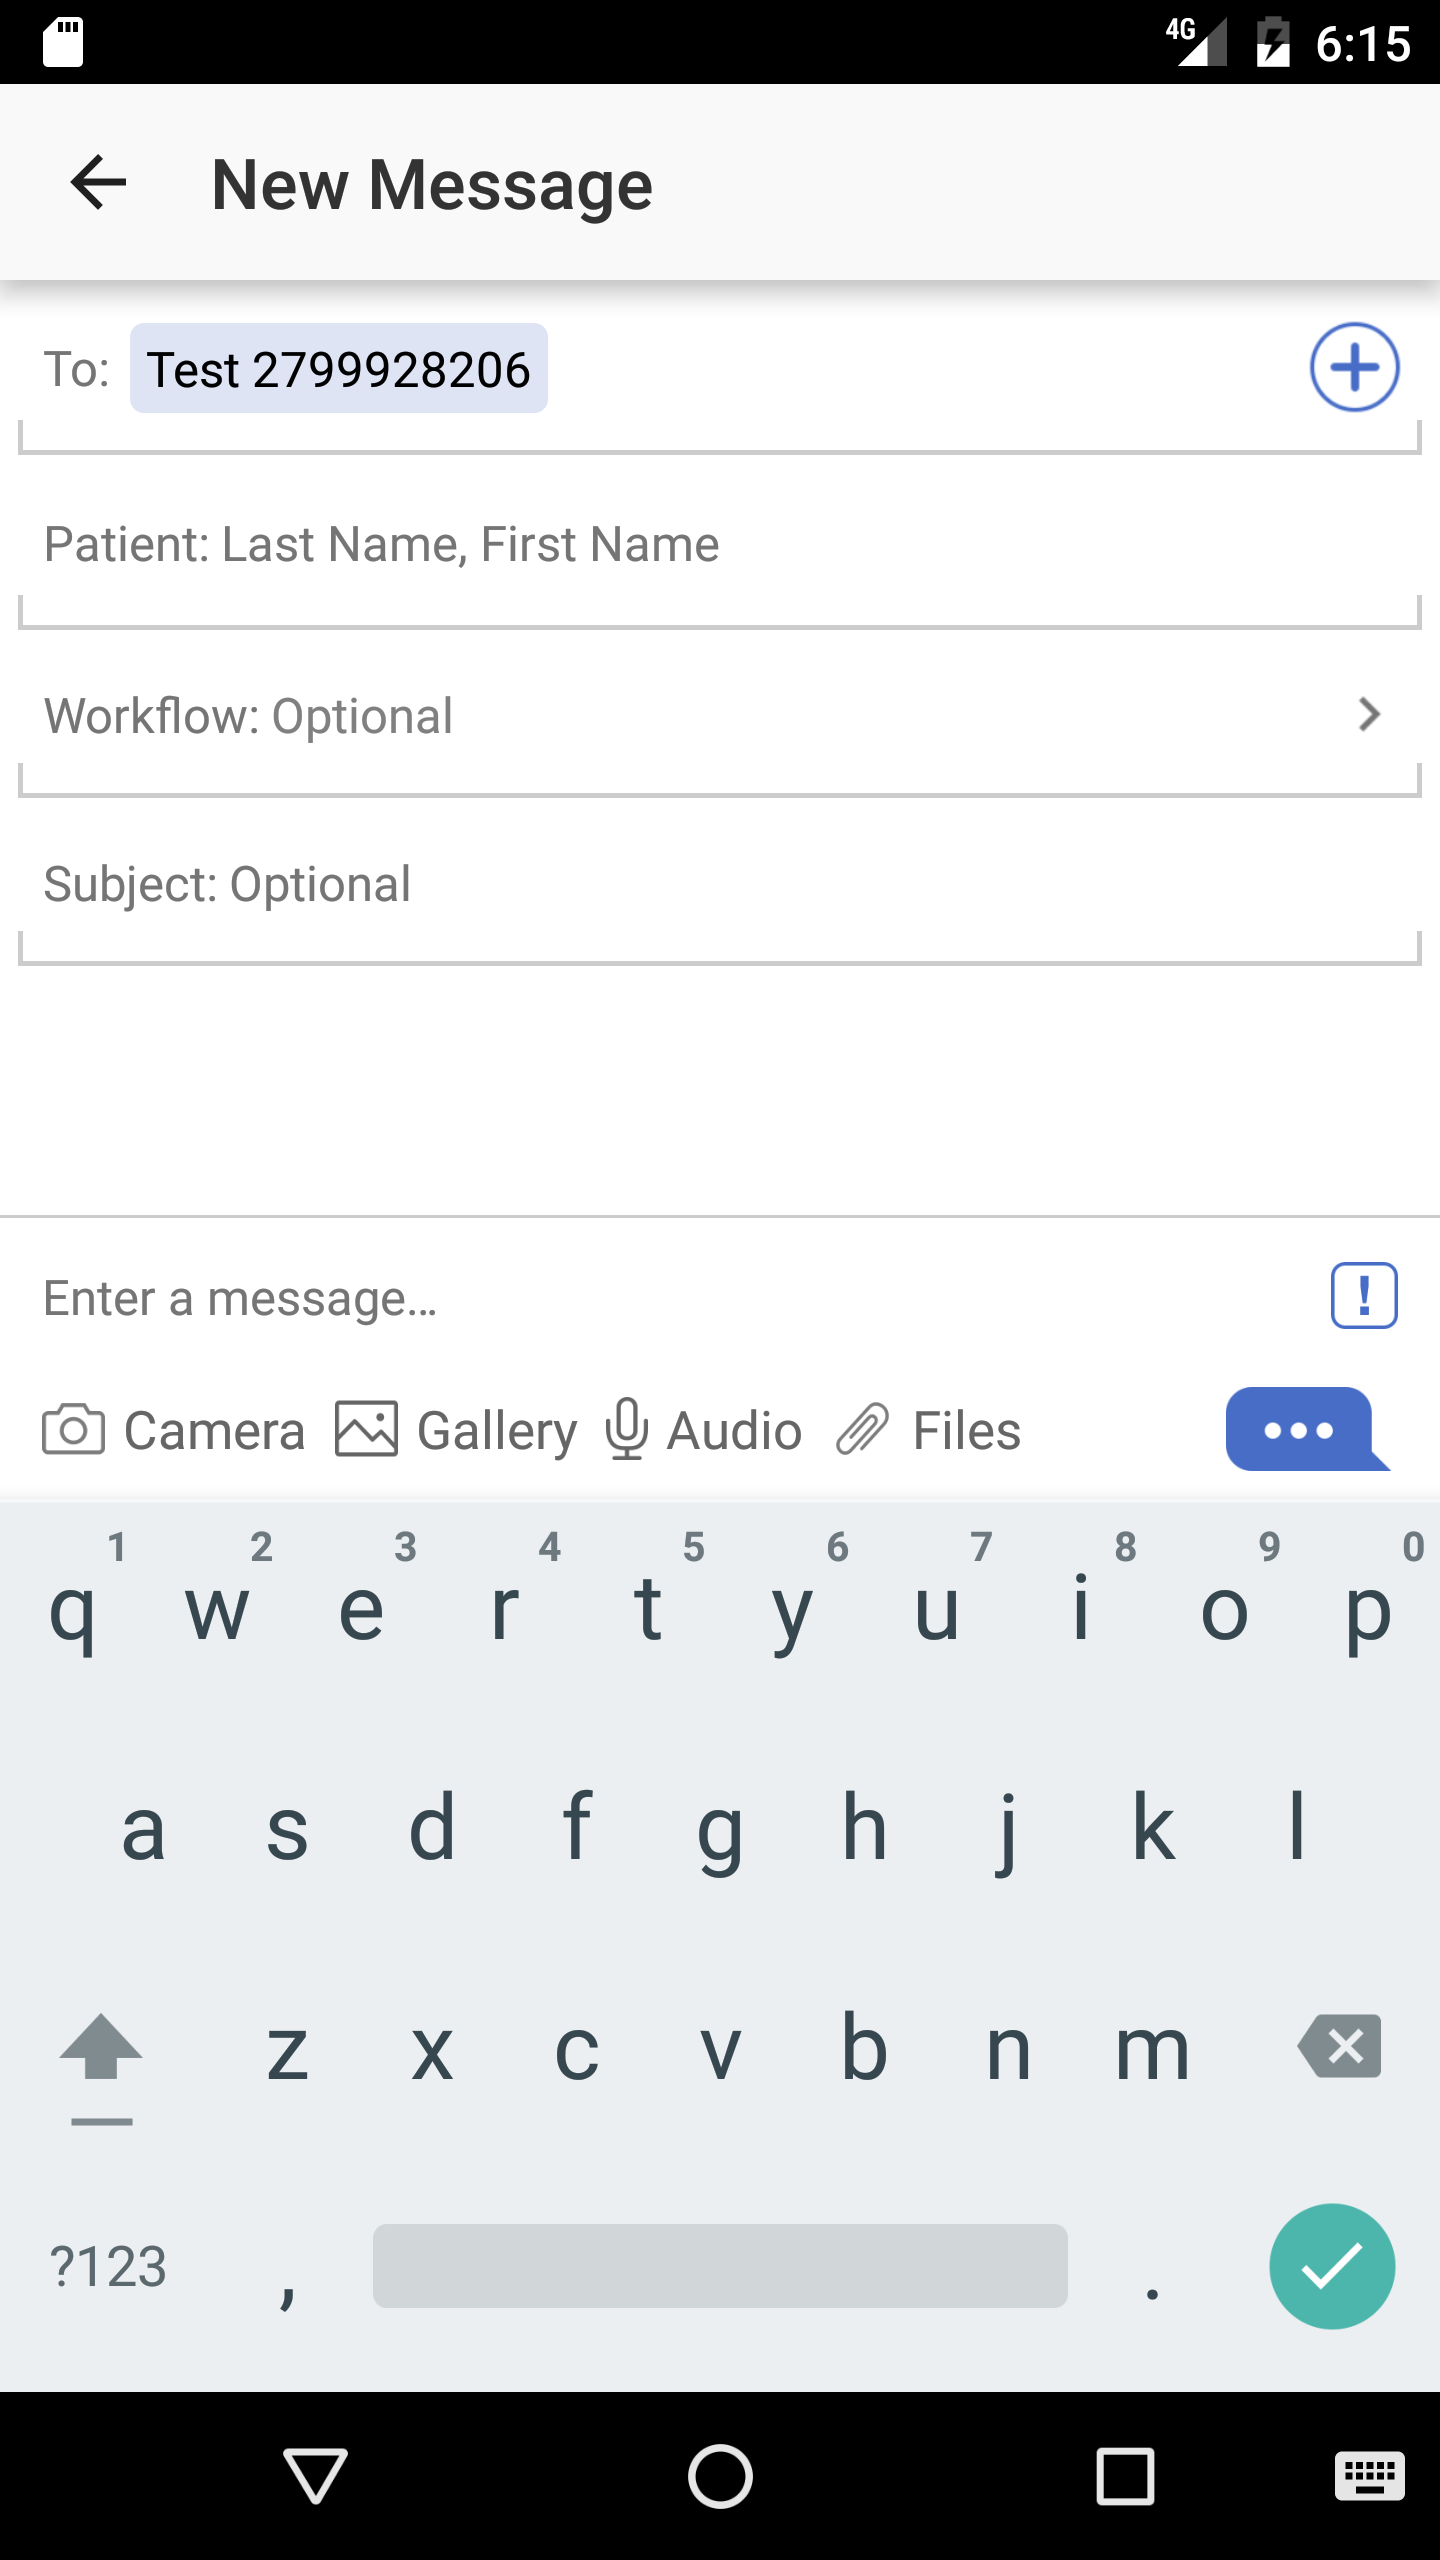 4G 6:15
New Message
To: Test 2799928206
Patient: Last Name, First Name
Workflow: Optional
Subject: Optional
Enter a message…
!
Camera Gallery Audio Files
1 2 3 4 5 6 7 8 9 0
q w e r t y u i o p
a s d f g h j k l
z x c v b n m
?123 , .